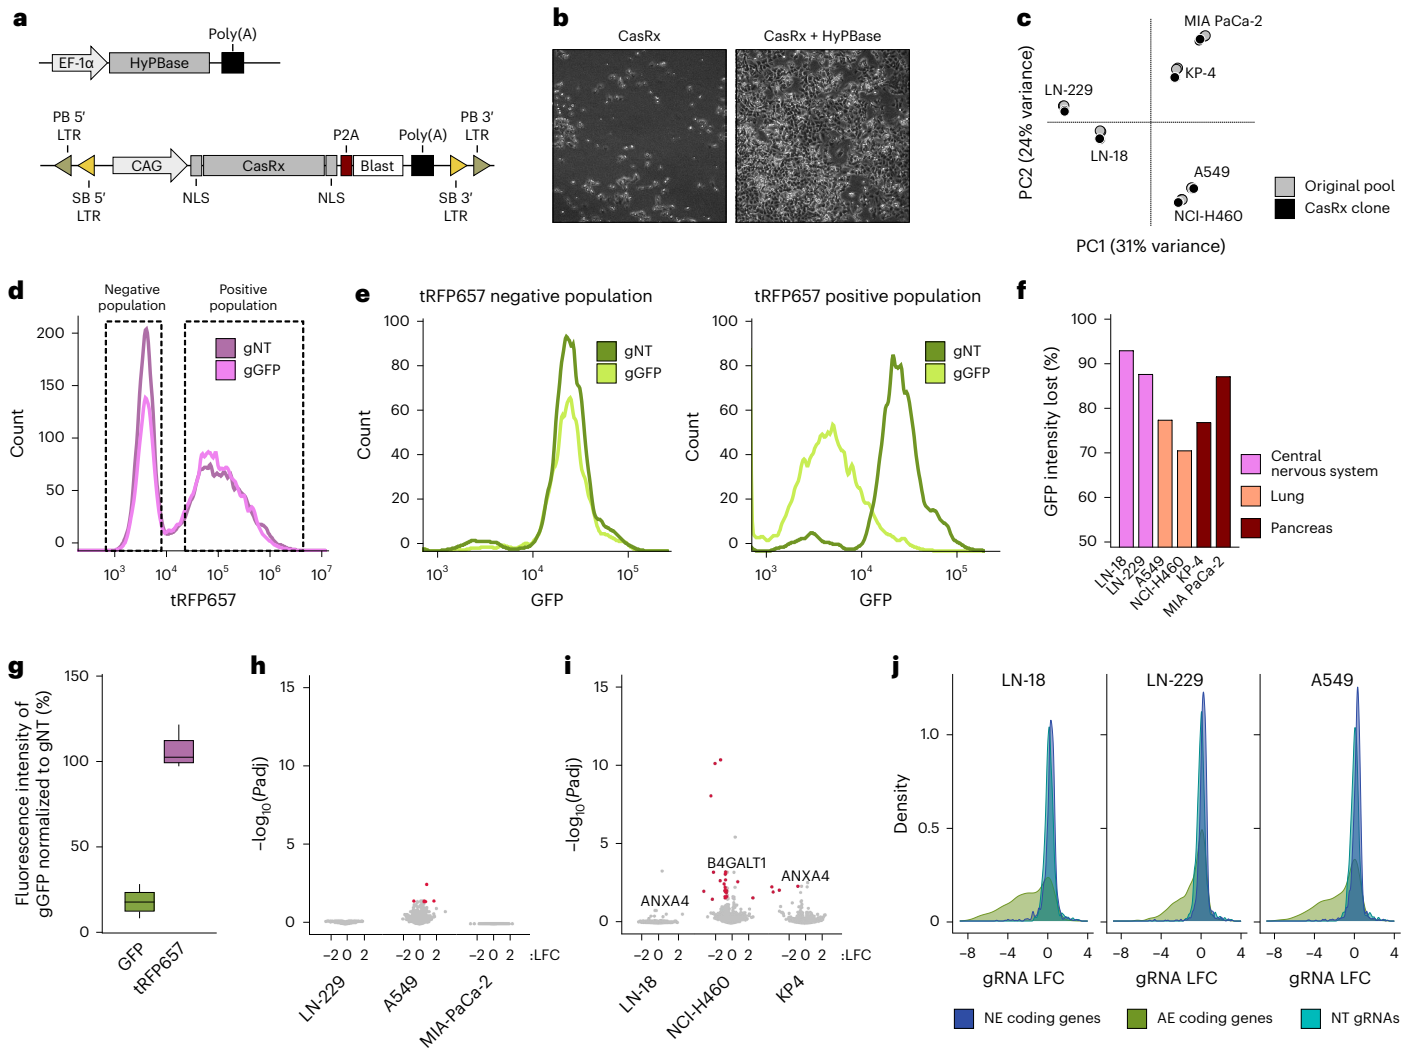 a
EF-1α
HyPBase
Poly(A)
PB 5′
LTR
SB 5′
LTR
CAG
NLS
CasRx
NLS
P2A
Blast
Poly(A)
SB 3′
LTR
PB 3′
LTR
b
CasRx
CasRx + HyPBase
c
PC2 (24% variance)
MIA PaCa-2
KP-4
LN-229
LN-18
A549
NCI-H460
PC1 (31% variance)
Original pool
CasRx clone
d
Negative
population
Positive
population
gNT
gGFP
Count
200
150
100
50
0
10³ 10⁴ 10⁵ 10⁶ 10⁷
tRFP657
e
tRFP657 negative population
gNT
gGFP
Count
100
80
60
40
20
0
10³ 10⁴ 10⁵
GFP
tRFP657 positive population
gNT
gGFP
Count
100
80
60
40
20
0
10³ 10⁴ 10⁵
GFP
f
GFP intensity lost (%)
100
90
80
70
60
50
LN-18
LN-229
A549
NCI-H460
KP-4
MIA PaCa-2
Central
nervous system
Lung
Pancreas
g
Fluorescence intensity of
gGFP normalized to gNT (%)
150
100
50
0
GFP
tRFP657
h
−log₁₀(Padj)
15
10
5
0
−2 0 2 −2 0 2 −2 0 2 :LFC
LN-229
A549
MIA-PaCa-2
i
−log₁₀(Padj)
15
10
5
0
ANXA4
B4GALT1
ANXA4
−2 0 2 −2 0 2 −2 0 2 :LFC
LN-18
NCI-H460
KP4
j
LN-18
LN-229
A549
Density
1.0
0.5
0
−8 −4 0 4
−8 −4 0 4
−8 −4 0 4
gRNA LFC
gRNA LFC
gRNA LFC
NE coding genes
AE coding genes
NT gRNAs